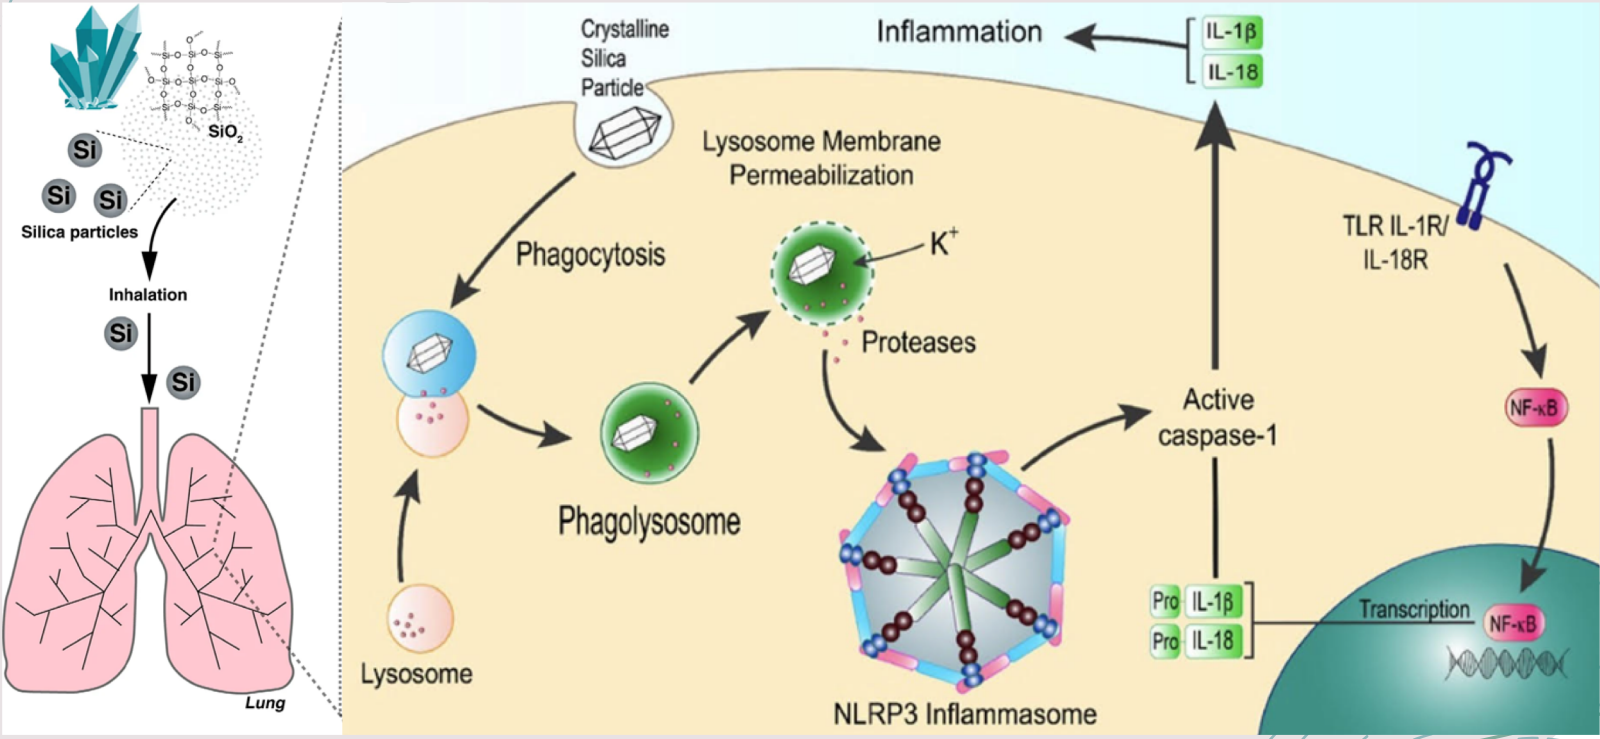 SiO2
Si
Si
Si
Silica particles
Inhalation
Si
Si
Lung
Crystalline
Silica
Particle
Inflammation
IL-1β
IL-18
Lysosome Membrane
Permeabilization
Phagocytosis
K+
Proteases
TLR IL-1R/
IL-18R
NF-κB
Active
caspase-1
Phagolysosome
Lysosome
NLRP3 Inflammasome
Pro IL-1β
Pro IL-18
Transcription
NF-κB